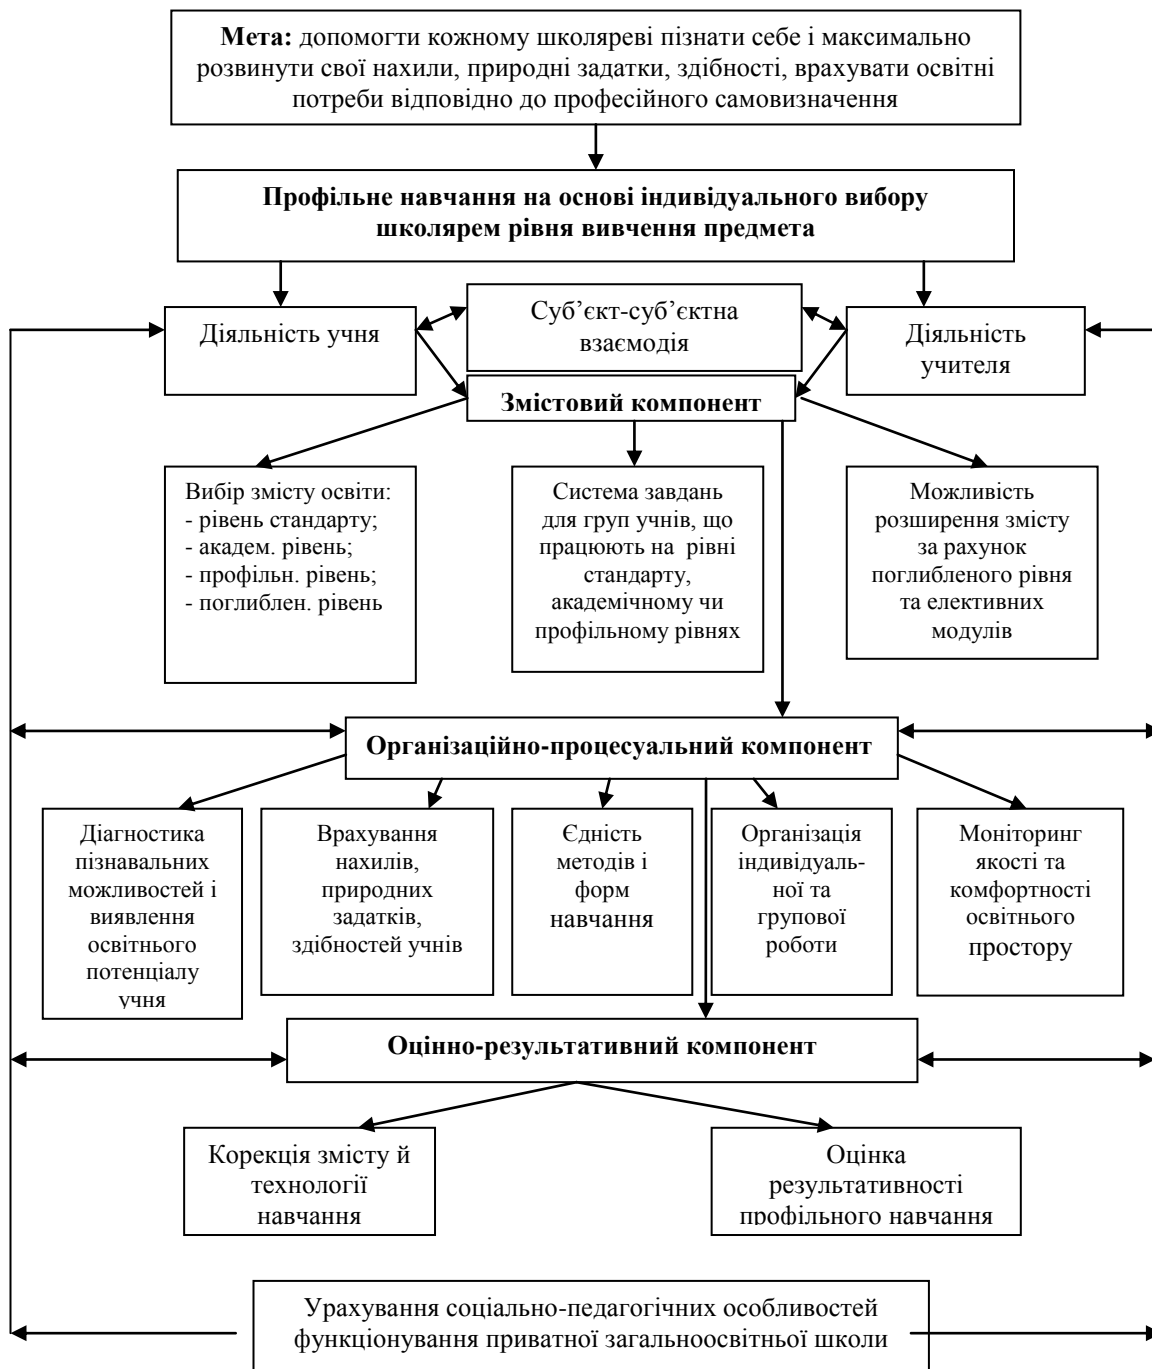 Мета: допомогти кожному школяреві пізнати себе і максимально
розвинути свої нахили, природні задатки, здібності, врахувати освітні
потреби відповідно до професійного самовизначення
Профільне навчання на основі індивідуального вибору
школярем рівня вивчення предмета
Діяльність учня
Суб’єкт-суб’єктна
взаємодія
Діяльність
учителя
Змістовий компонент
Вибір змісту освіти:
- рівень стандарту;
- академ. рівень;
- профільн. рівень;
- поглиблен. рівень
Система завдань
для груп учнів, що
працюють на рівні
стандарту,
академічному чи
профільному рівнях
Можливість
розширення змісту
за рахунок
поглибленого рівня
та елективних
модулів
Організаційно-процесуальний компонент
Діагностика
пізнавальних
можливостей і
виявлення
освітнього
потенціалу
учня
Врахування
нахилів,
природних
задатків,
здібностей учнів
Єдність
методів і
форм
навчання
Організація
індивідуаль-
ної та
групової
роботи
Моніторинг
якості та
комфортності
освітнього
простору
Оцінно-результативний компонент
Корекція змісту й
технології
навчання
Оцінка
результативності
профільного навчання
Урахування соціально-педагогічних особливостей
функціонування приватної загальноосвітньої школи